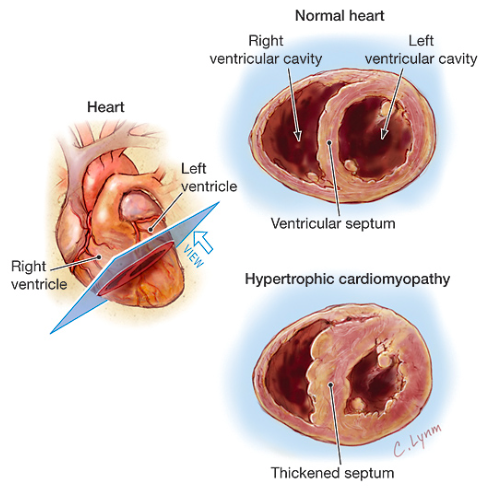 Normal heart
Right
ventricular cavity
Left
ventricular cavity
Ventricular septum
Heart
Left
ventricle
VIEW
Right
ventricle
Hypertrophic cardiomyopathy
Thickened septum
C. Lynm